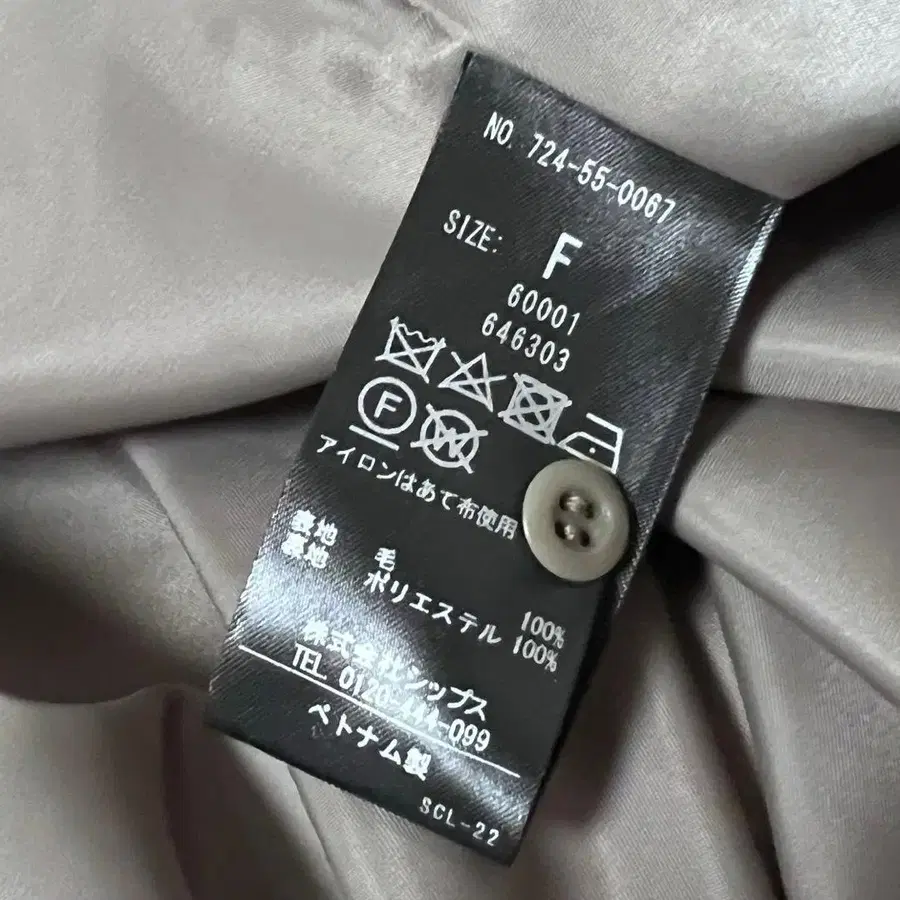 NO. 724-55-0067
SIZE: F
60001
646303
F W
アイロンはあて布使用
表地 毛 100%
裏地 ポリエステル 100%
株式会社シップス
TEL 0120-444-099
ベトナム製
SCL-22